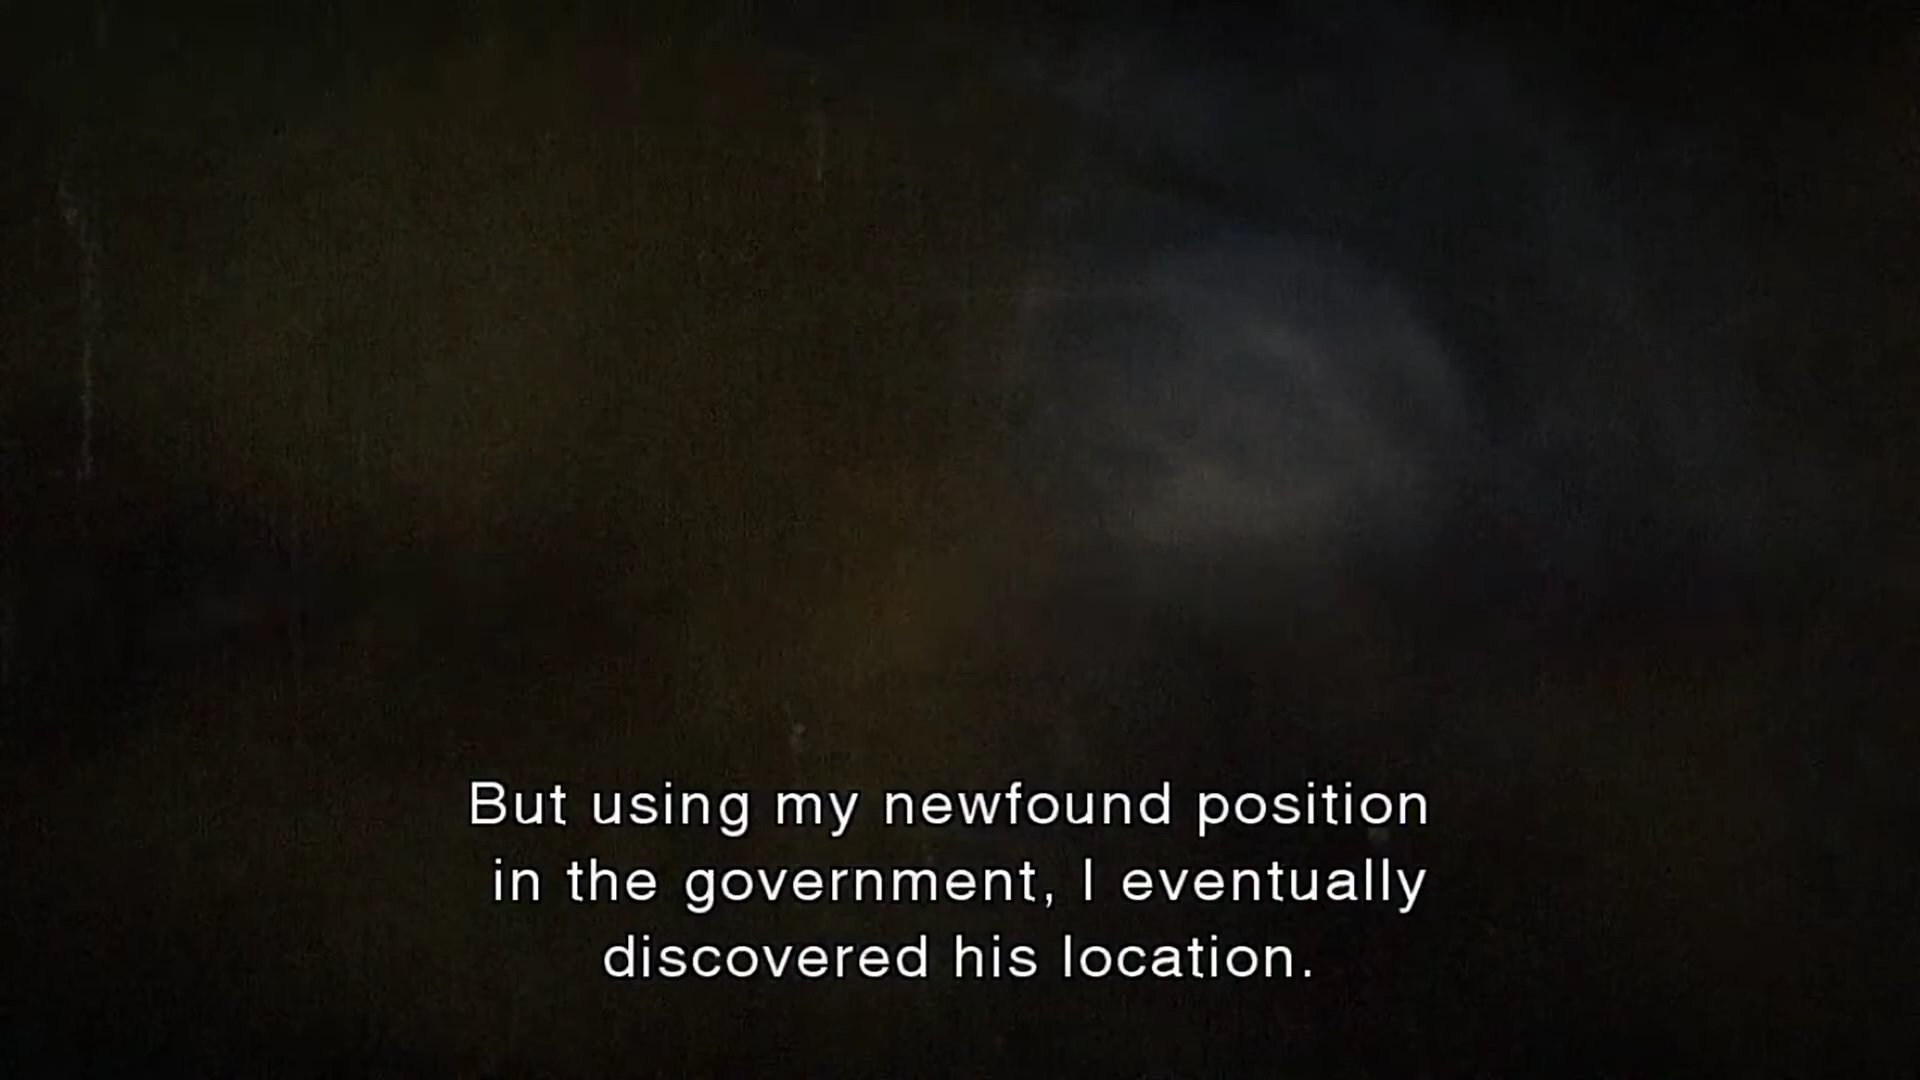 But using my newfound position
in the government, I eventually
discovered his location.